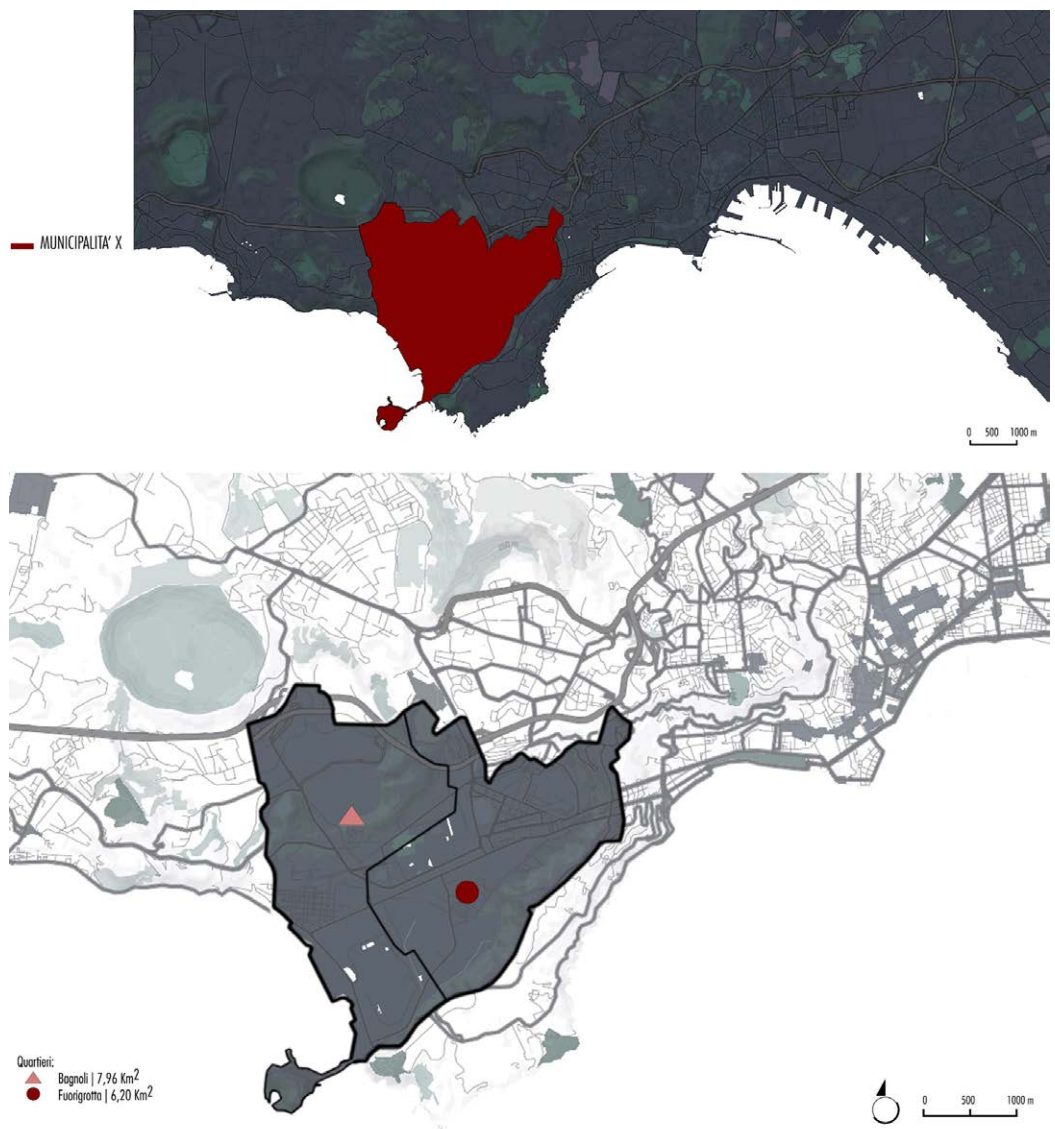 MUNICIPALITA' X
0 500 1000 m
Quartieri:
Bagnoli | 7,96 Km²
Fuorigrotta | 6,20 Km²
0 500 1000 m